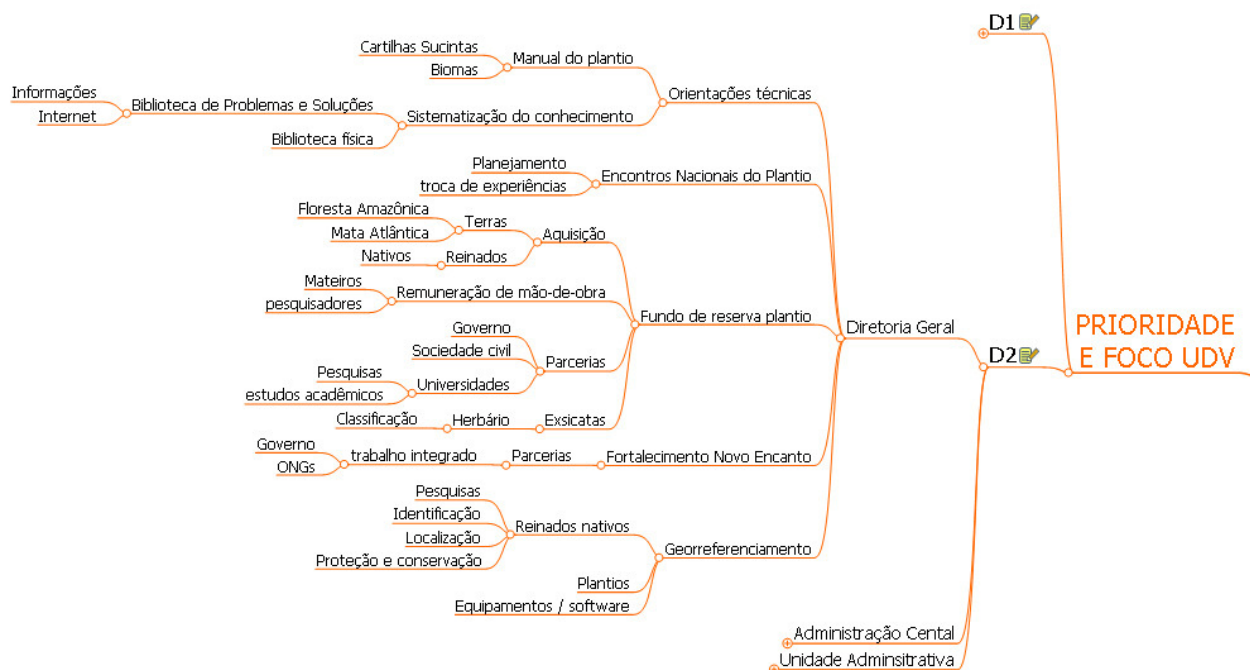 D1
Cartilhas Sucintas
Manual do plantio
Biomas
Orientações técnicas
Informações
Biblioteca de Problemas e Soluções
Internet
Sistematização do conhecimento
Biblioteca física
Planejamento
Encontros Nacionais do Plantio
troca de experiências
Floresta Amazônica
Terras
Mata Atlântica
Aquisição
Nativos
Reinados
Mateiros
Remuneração de mão-de-obra
pesquisadores
Fundo de reserva plantio
Governo
Sociedade civil
Parcerias
Pesquisas
Universidades
estudos acadêmicos
Classificação
Herbário
Exsicatas
Diretoria Geral
D2
PRIORIDADE
E FOCO UDV
Governo
trabalho integrado
Parcerias
Fortalecimento Novo Encanto
ONGs
Pesquisas
Identificação
Reinados nativos
Localização
Proteção e conservação
Georreferenciamento
Plantios
Equipamentos / software
Administração Cental
Unidade Adminsitrativa